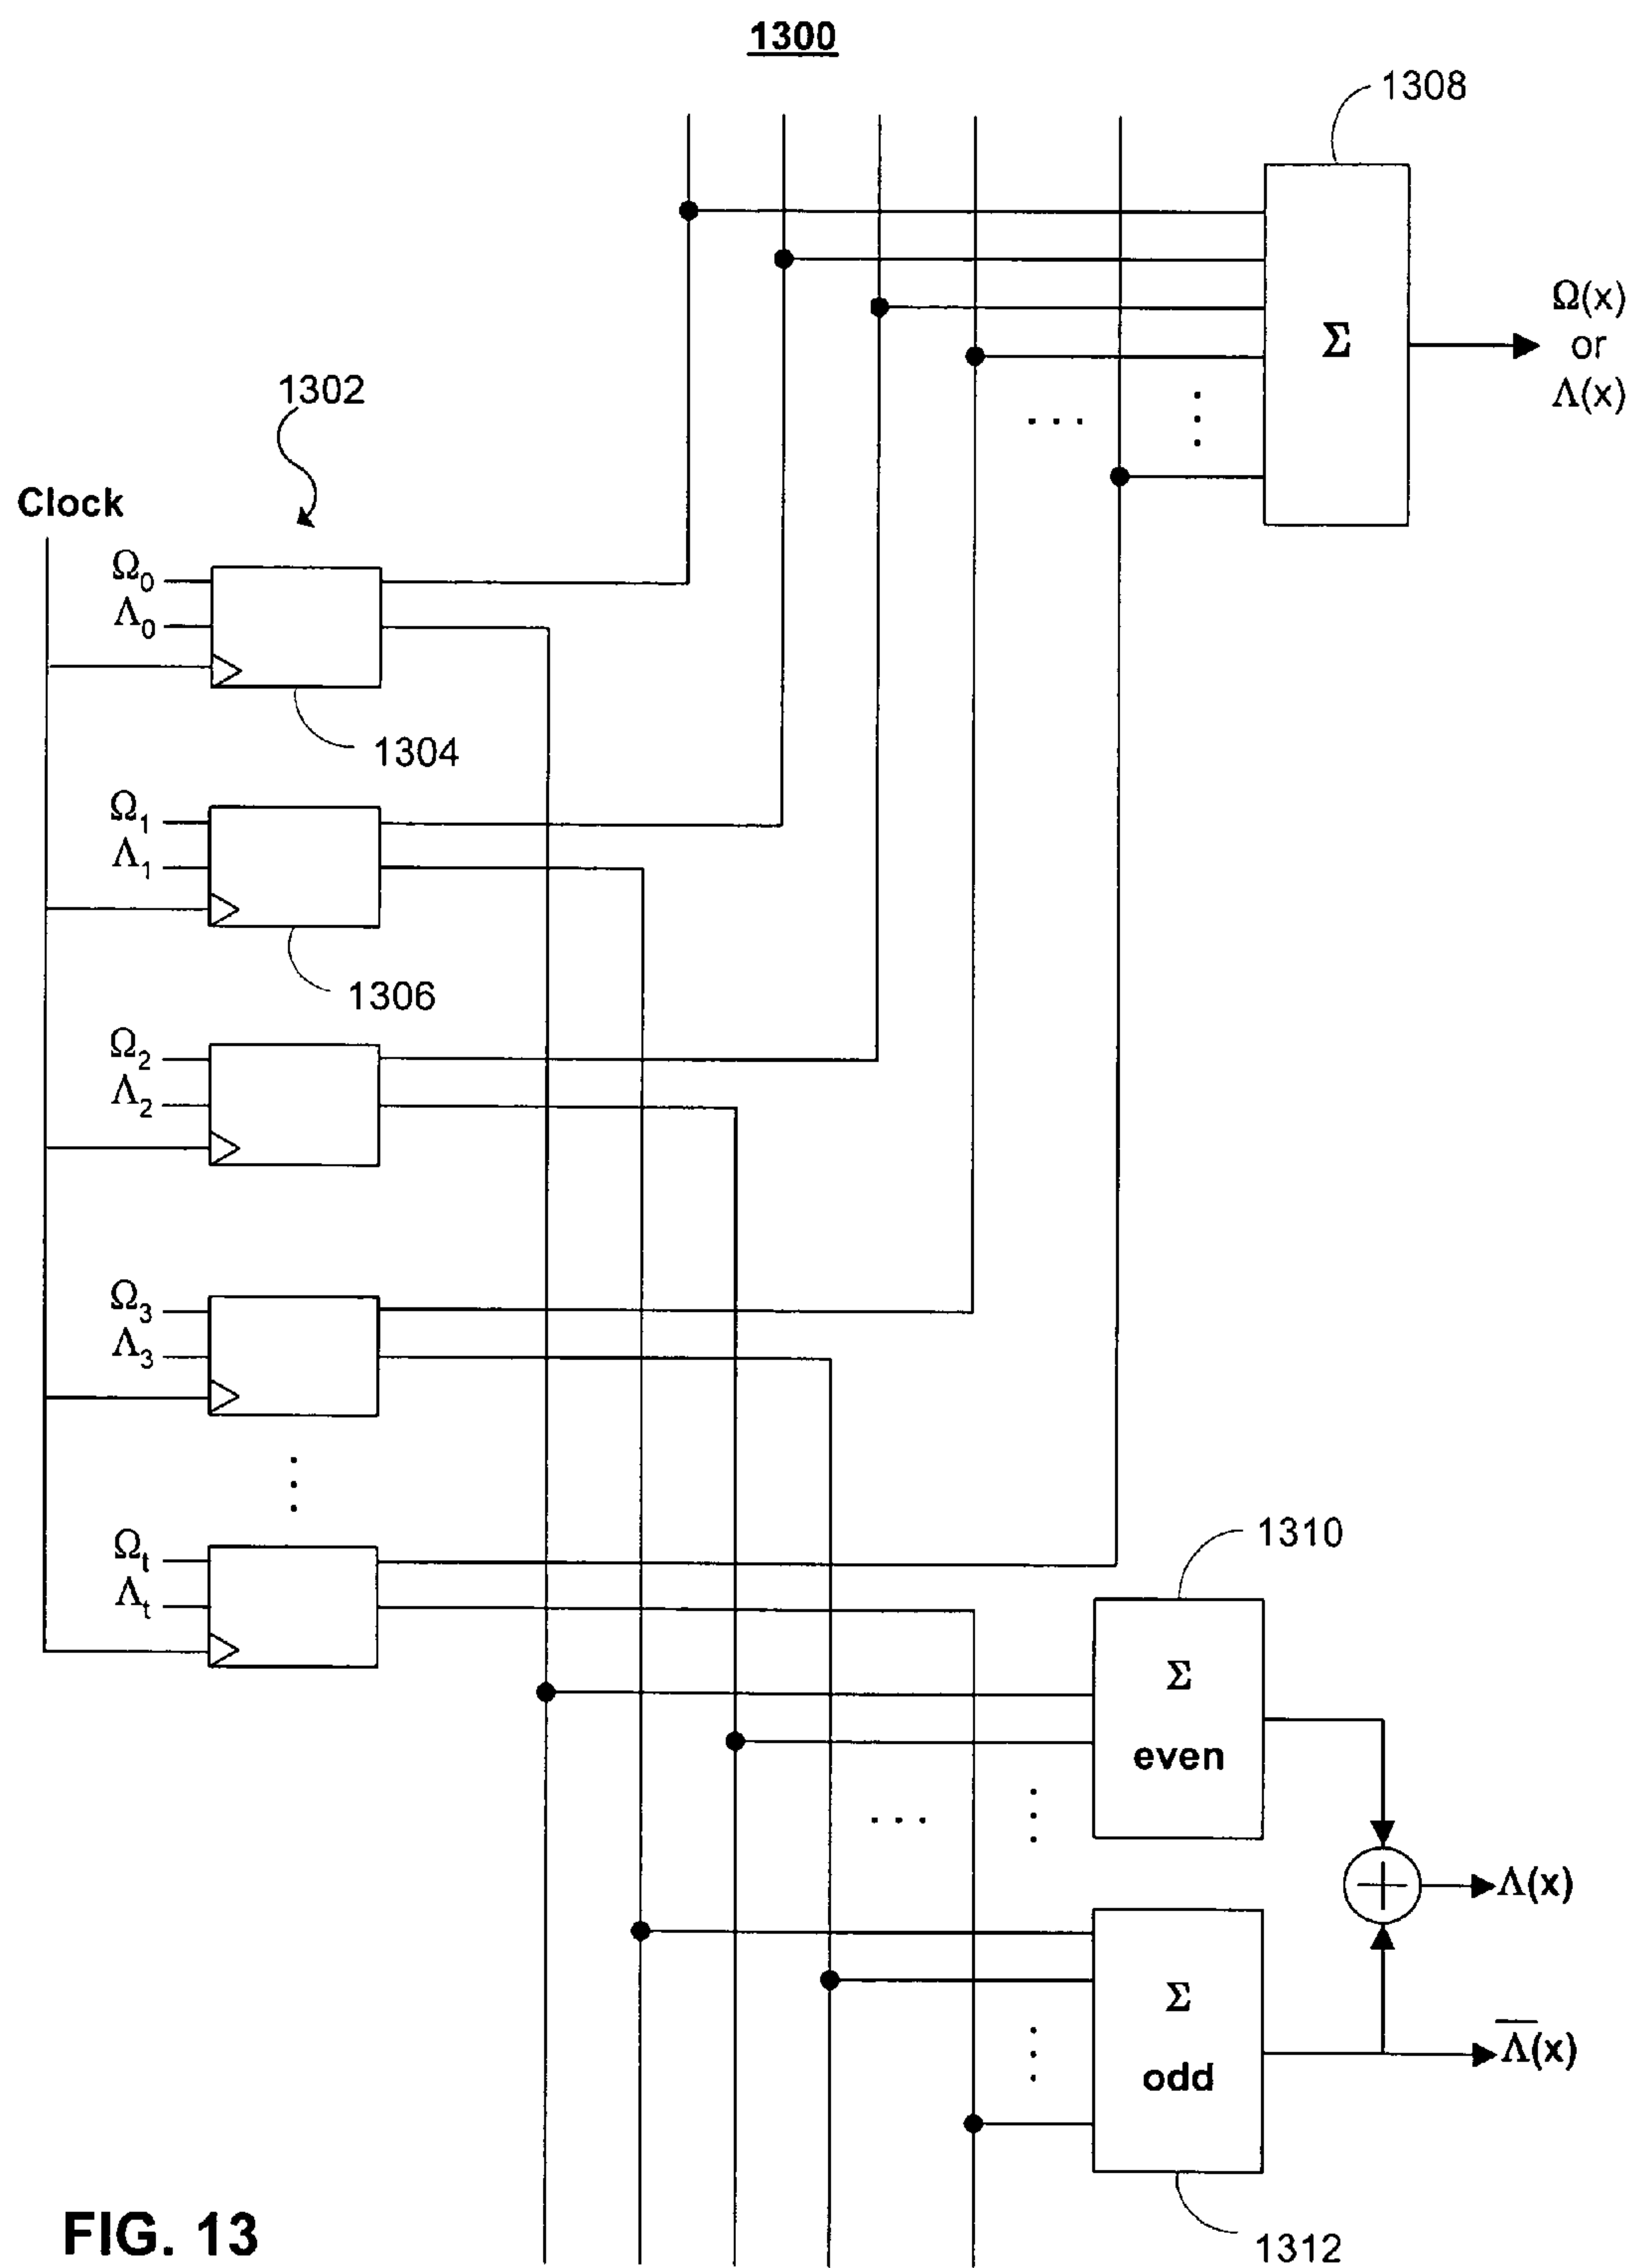 1300
1308
Σ
Ω(x)
or
Λ(x)
1302
Clock
Ω₀
Λ₀
1304
Ω₁
Λ₁
1306
Ω₂
Λ₂
Ω₃
Λ₃
Ωₜ
Λₜ
1310
Σ
even
Λ(x)
Σ
odd
Λ̅(x)
1312
FIG. 13